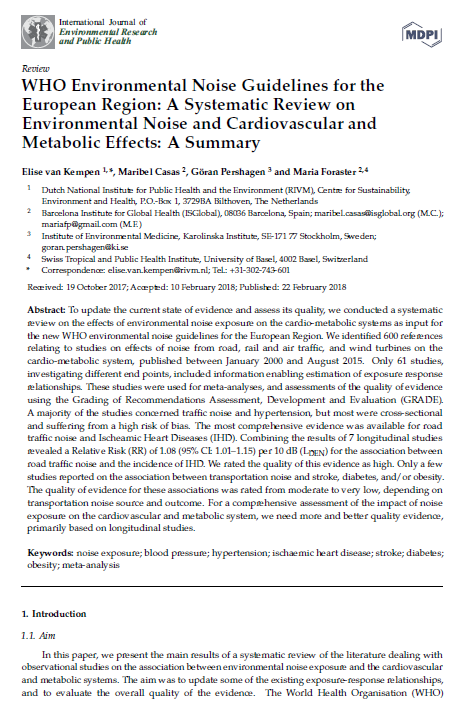 International Journal of
Environmental Research
and Public Health
MDPI
Review
WHO Environmental Noise Guidelines for the
European Region: A Systematic Review on
Environmental Noise and Cardiovascular and
Metabolic Effects: A Summary
Elise van Kempen 1,*, Maribel Casas 2, Göran Pershagen 3 and Maria Foraster 2,4
1 Dutch National Institute for Public Health and the Environment (RIVM), Centre for Sustainability,
Environment and Health, P.O.-Box 1, 3729BA Bilthoven, The Netherlands
2 Barcelona Institute for Global Health (ISGlobal), 08036 Barcelona, Spain; maribel.casas@isglobal.org (M.C.);
mariafp@gmail.com (M.F.)
3 Institute of Environmental Medicine, Karolinska Institute, SE-171 77 Stockholm, Sweden;
goran.pershagen@ki.se
4 Swiss Tropical and Public Health Institute, University of Basel, 4002 Basel, Switzerland
* Correspondence: elise.van.kempen@rivm.nl; Tel.: +31-302-743-601
Received: 19 October 2017; Accepted: 10 February 2018; Published: 22 February 2018
Abstract: To update the current state of evidence and assess its quality, we conducted a systematic
review on the effects of environmental noise exposure on the cardio-metabolic systems as input for
the new WHO environmental noise guidelines for the European Region. We identified 600 references
relating to studies on effects of noise from road, rail and air traffic, and wind turbines on the
cardio-metabolic system, published between January 2000 and August 2015. Only 61 studies,
investigating different end points, included information enabling estimation of exposure response
relationships. These studies were used for meta-analyses, and assessments of the quality of evidence
using the Grading of Recommendations Assessment, Development and Evaluation (GRADE).
A majority of the studies concerned traffic noise and hypertension, but most were cross-sectional
and suffering from a high risk of bias. The most comprehensive evidence was available for road
traffic noise and Ischeamic Heart Diseases (IHD). Combining the results of 7 longitudinal studies
revealed a Relative Risk (RR) of 1.08 (95% CI: 1.01–1.15) per 10 dB (LDEN) for the association between
road traffic noise and the incidence of IHD. We rated the quality of this evidence as high. Only a few
studies reported on the association between transportation noise and stroke, diabetes, and/or obesity.
The quality of evidence for these associations was rated from moderate to very low, depending on
transportation noise source and outcome. For a comprehensive assessment of the impact of noise
exposure on the cardiovascular and metabolic system, we need more and better quality evidence,
primarily based on longitudinal studies.
Keywords: noise exposure; blood pressure; hypertension; ischaemic heart disease; stroke; diabetes;
obesity; meta-analysis
1. Introduction
1.1. Aim
In this paper, we present the main results of a systematic review of the literature dealing with
observational studies on the association between environmental noise exposure and the cardiovascular
and metabolic systems. The aim was to update some of the existing exposure-response relationships,
and to evaluate the overall quality of the evidence. The World Health Organisation (WHO)